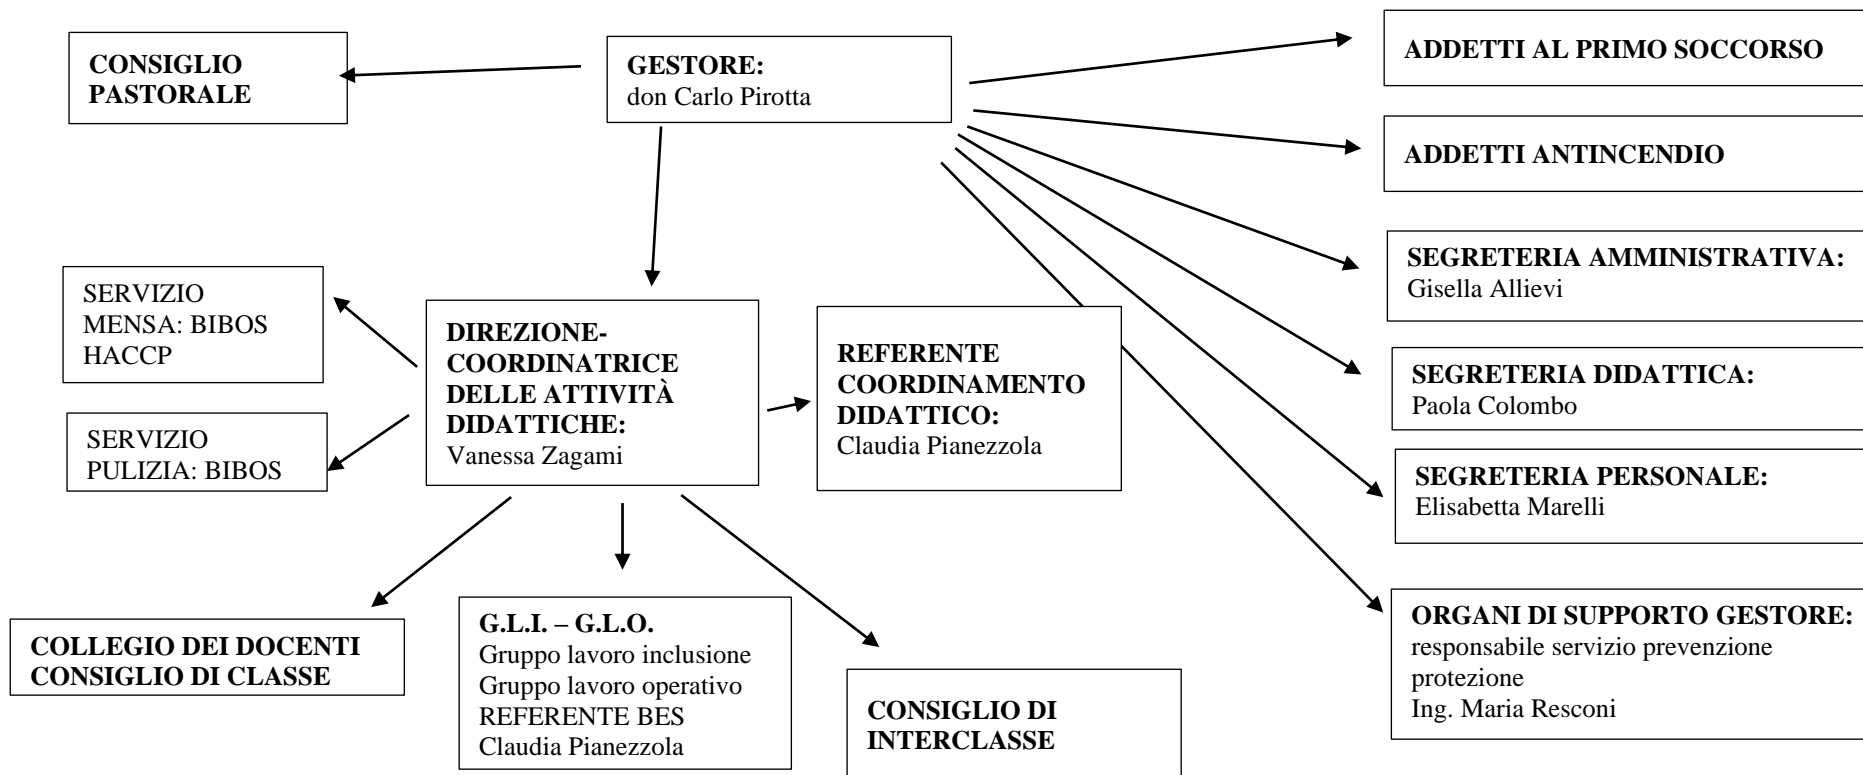 CONSIGLIO
PASTORALE
GESTORE:
don Carlo Pirotta
ADDETTI AL PRIMO SOCCORSO
ADDETTI ANTINCENDIO
SEGRETERIA AMMINISTRATIVA:
Gisella Allievi
SERVIZIO
MENSA: BIBOS
HACCP
DIREZIONE-
COORDINATRICE
DELLE ATTIVITÀ
DIDATTICHE:
Vanessa Zagami
REFERENTE
COORDINAMENTO
DIDATTICO:
Claudia Pianezzola
SEGRETERIA DIDATTICA:
Paola Colombo
SERVIZIO
PULIZIA: BIBOS
SEGRETERIA PERSONALE:
Elisabetta Marelli
COLLEGIO DEI DOCENTI
CONSIGLIO DI CLASSE
G.L.I. – G.L.O.
Gruppo lavoro inclusione
Gruppo lavoro operativo
REFERENTE BES
Claudia Pianezzola
CONSIGLIO DI
INTERCLASSE
ORGANI DI SUPPORTO GESTORE:
responsabile servizio prevenzione
protezione
Ing. Maria Resconi